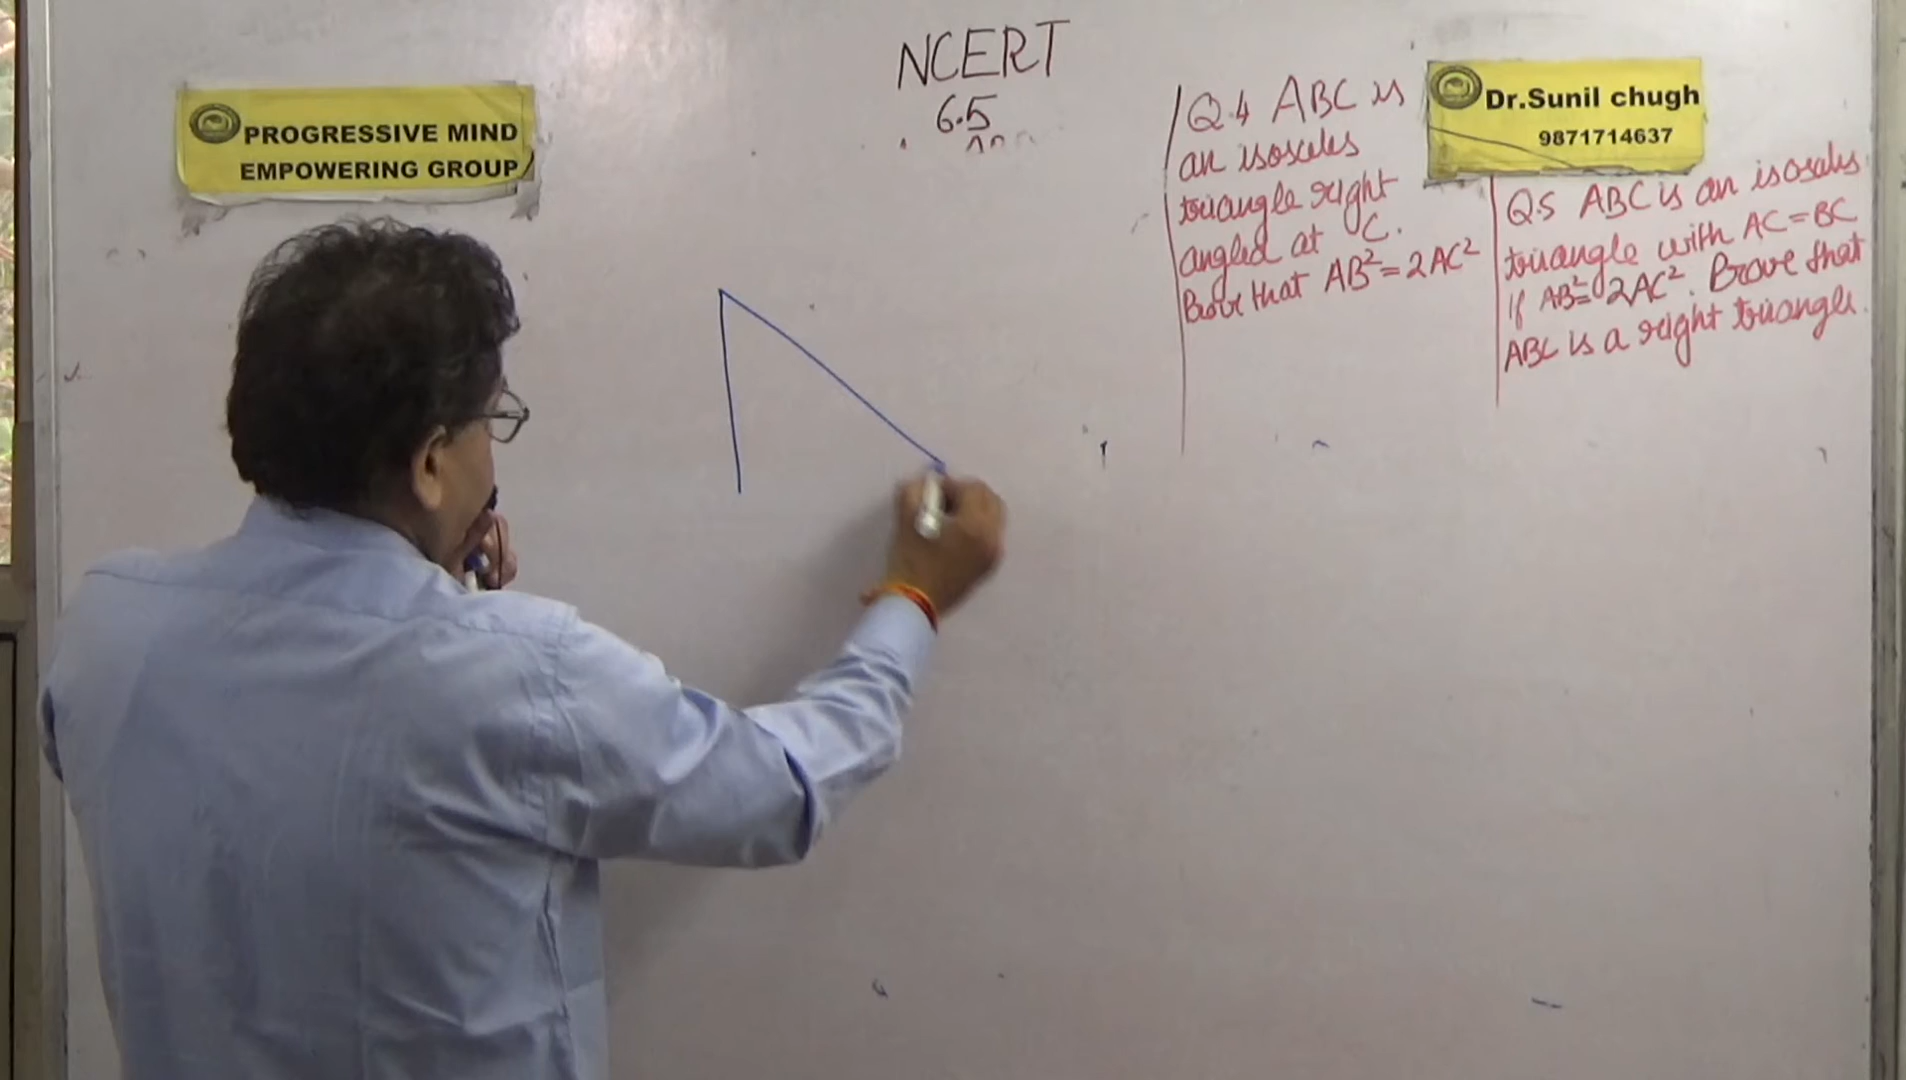 NCERT
6.5
PROGRESSIVE MIND
EMPOWERING GROUP
Dr.Sunil chugh
9871714637
Q.4 ABC is
an isosceles
triangle right
angled at C.
Prove that AB²=2AC²
Q.5 ABC is an isosceles
triangle with AC=BC
if AB²=2AC². Prove that
ABC is a right triangle.